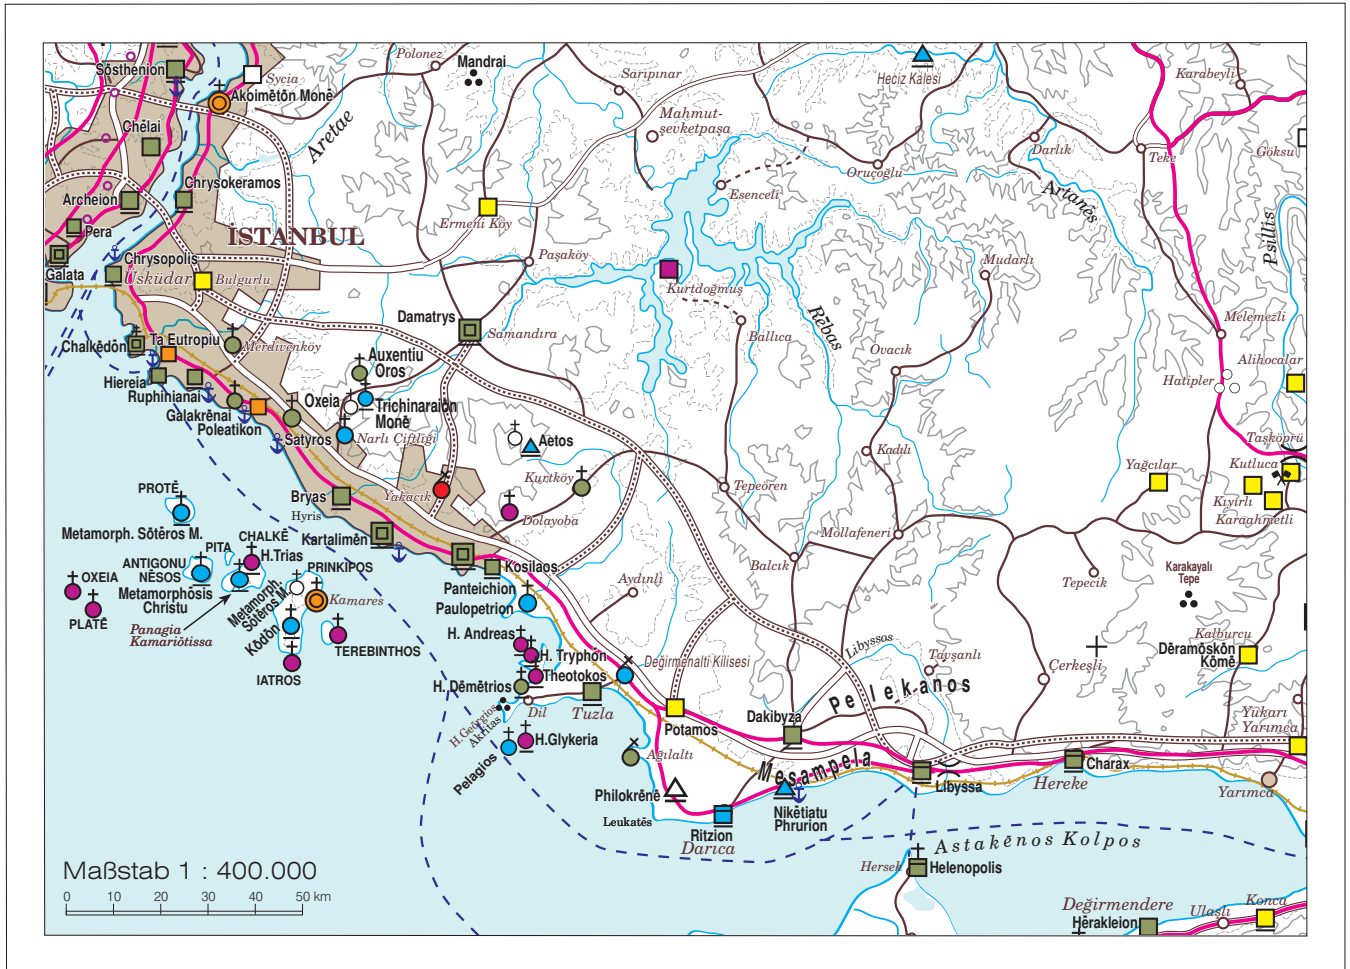 Sōsthenion
Sycia
Akoimētōn Monē
Polonez
Mandrai
Sarıpınar
Heciz Kalesi
Karabeyli
Chēlai
Aretae
Mahmut-
şevketpaşa
Darlık
Teke
Göksu
Oruçoğlu
Chrysokeramos
Archeion
Esenceli
Artanēs
Pera
Ermeni Köy
İSTANBUL
Psillis
Galata
Chrysopolis
Üsküdar
Bulgurlu
Paşaköy
Mudarlı
Kurtdoğmuş
Rēbas
Damatrys
Samandıra
Melemezli
Chalkēdōn
Ta Eutropiu
Merdivenköy
Ballıca
Ovacık
Auxentiu
Oros
Alihocalar
Hatipler
Hiereia
Ruphinianai
Oxeia
Trichinaraion
Monē
Galakrēnai
Poleatikon
Satyros
Narlı Çiftliği
Aetos
Kadılı
Taşköprü
Kutluca
Yağcılar
Kurtköy
Yakacık
Tepeören
Kıyırlı
Karaahmetli
PROTĒ
Bryas
Hyris
Dolayoba
Metamorph. Sōtēros M.
Kartalimēn
Mollafeneri
PITA
CHALKĒ
H.Trias
ANTIGONU
NĒSOS
Metamorphōsis
Christu
PRINKIPOS
Kosilaos
Balcık
Tepecik
Karakayalı
Tepe
OXEIA
PLATĒ
Metamorph.
Sōtēros M.
Kamares
Panteichion
Paulopetrion
Aydınlı
Panagia
Kamariōtissa
Kōdōn
TEREBINTHOS
IATROS
H. Andreas
H. Tryphōn
Theotokos
Değirmenaltı Kilisesi
Libyssos
Tavşanlı
Kalburcu
Deramōskōn
Kōmē
Çerkeşli
H. Dēmētrios
Pelekanos
H.Geōrgios
Akritas
Dil
Tuzla
Potamos
Dakibyza
Yukarı
Yarımca
H.Glykeria
Pelagios
Ağılaltı
Mesampela
Libyssa
Charax
Hereke
Yarımca
Philokrēnē
Leukatēs
Ritzion
Darıca
Nikētiatu
Phrurion
Astakēnos Kolpos
Hersek
Helenopolis
Maßstab 1 : 400.000
0 10 20 30 40 50 km
Değirmendere
Hērakleion
Ulaşlı
Konca